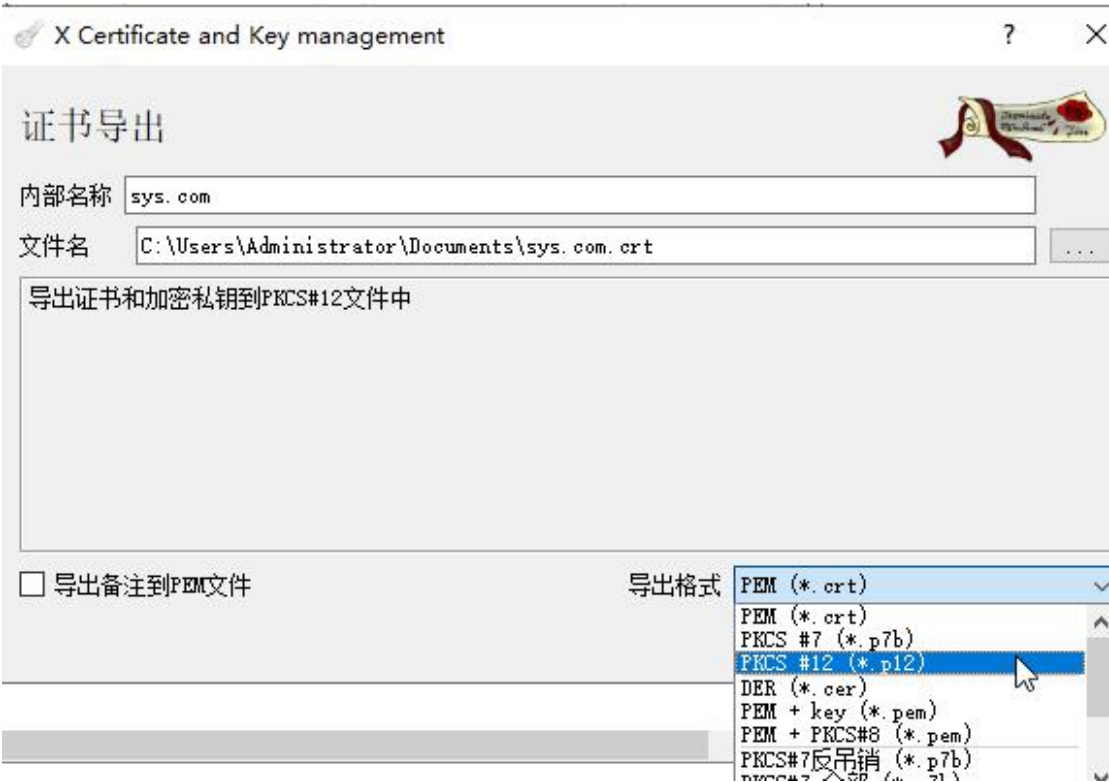 X Certificate and Key management
?
证书导出
内部名称 sys.com
文件名 C:\Users\Administrator\Documents\sys.com.crt
...
导出证书和加密私钥到PKCS#12文件中
导出备注到PEM文件
导出格式 PEM (*.crt)
PEM (*.crt)
PKCS #7 (*.p7b)
PKCS #12 (*.p12)
DER (*.cer)
PEM + key (*.pem)
PEM + PKCS#8 (*.pem)
PKCS#7反吊销 (*.p7b)